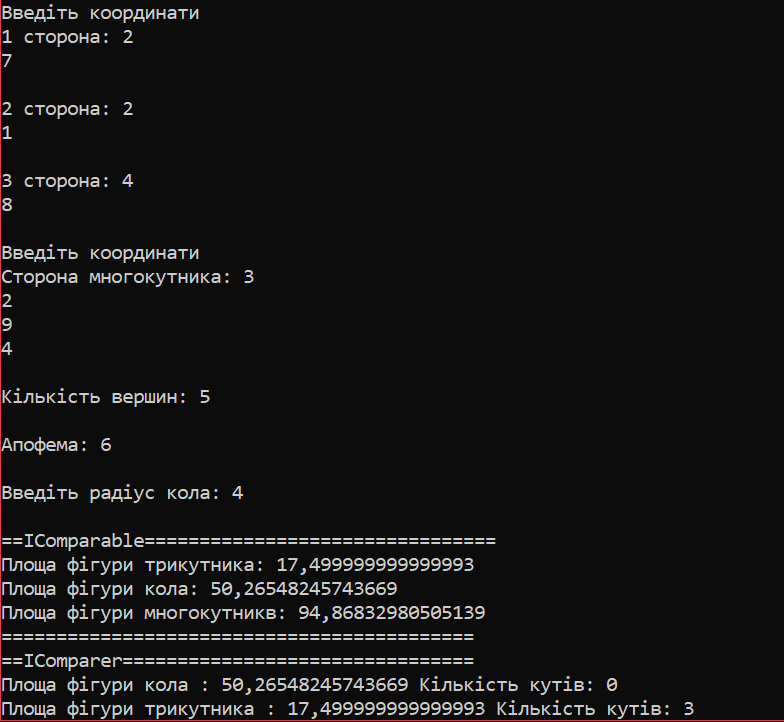 Введіть координати
1 сторона: 2
7
2 сторона: 2
1
3 сторона: 4
8
Введіть координати
Сторона многокутника: 3
2
9
4
Кількість вершин: 5
Апофема: 6
Введіть радіус кола: 4
==IComparable================================
Площа фігури трикутника: 17,499999999999993
Площа фігури кола: 50,26548245743669
Площа фігури многокутникв: 94,86832980505139
===========================================
==IComparer================================
Площа фігури кола : 50,26548245743669 Кількість кутів: 0
Площа фігури трикутника : 17,499999999999993 Кількість кутів: 3